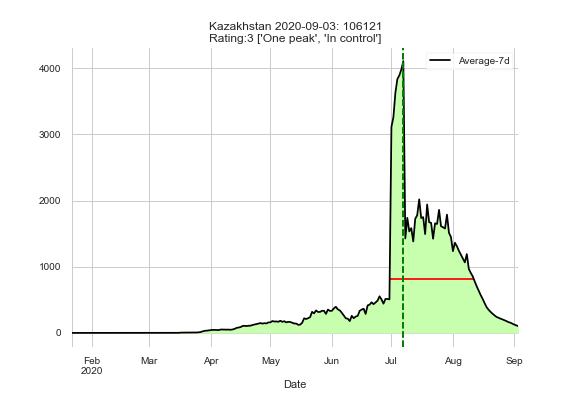 Kazakhstan 2020-09-03: 106121
Rating:3 ['One peak', 'In control']
Average-7d
4000
3000
2000
1000
0
Feb Mar Apr May Jun Jul Aug Sep
2020
Date